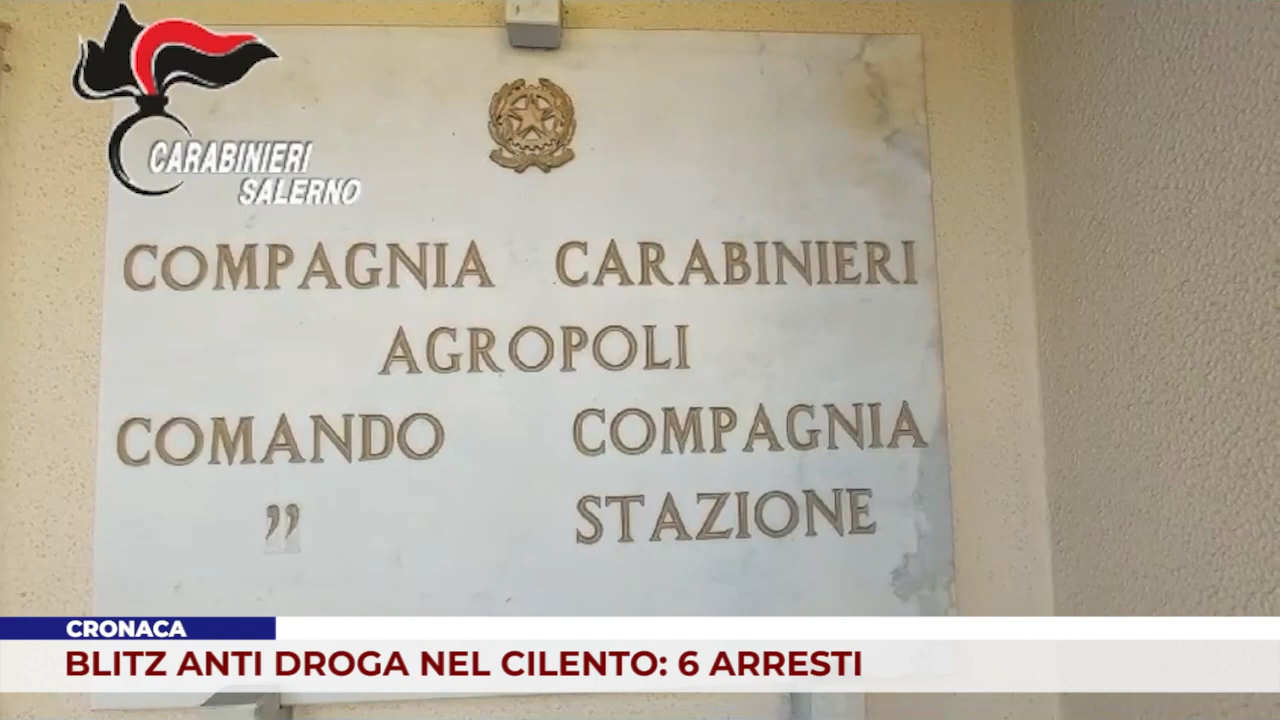 CARABINIERI
SALERNO
COMPAGNIA CARABINIERI
AGROPOLI
COMANDO COMPAGNIA
” STAZIONE
CRONACA
BLITZ ANTI DROGA NEL CILENTO: 6 ARRESTI